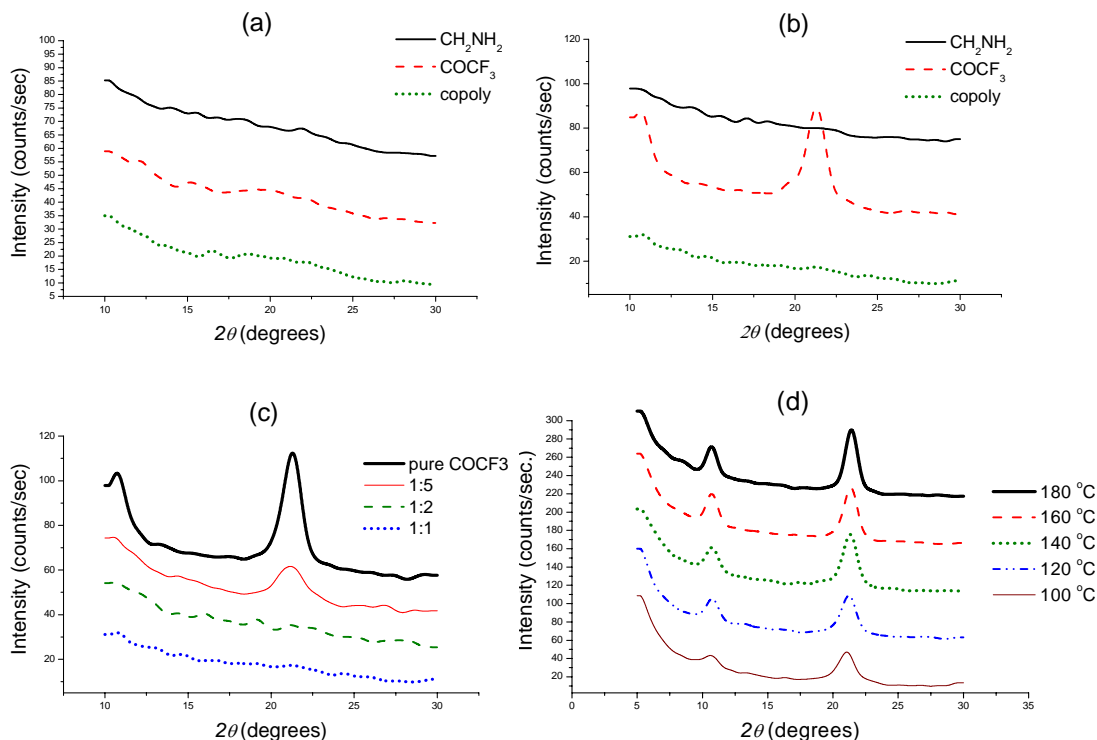 (a)
Intensity (counts/sec)
100
95
90
85
80
75
70
65
60
55
50
45
40
35
30
25
20
15
10
5
10 15 20 25 30
2θ (degrees)
CH₂NH₂
COCF₃
copoly
(b)
Intensity (counts/sec)
120
100
80
60
40
20
10 15 20 25 30
2θ (degrees)
CH₂NH₂
COCF₃
copoly
(c)
Intensity (counts/sec)
120
100
80
60
40
20
10 15 20 25 30
2θ (degrees)
pure COCF3
1:5
1:2
1:1
(d)
Intensity (counts/sec.)
300
280
260
240
220
200
180
160
140
120
100
80
60
40
20
0 5 10 15 20 25 30 35
2θ (degrees)
180 °C
160 °C
140 °C
120 °C
100 °C